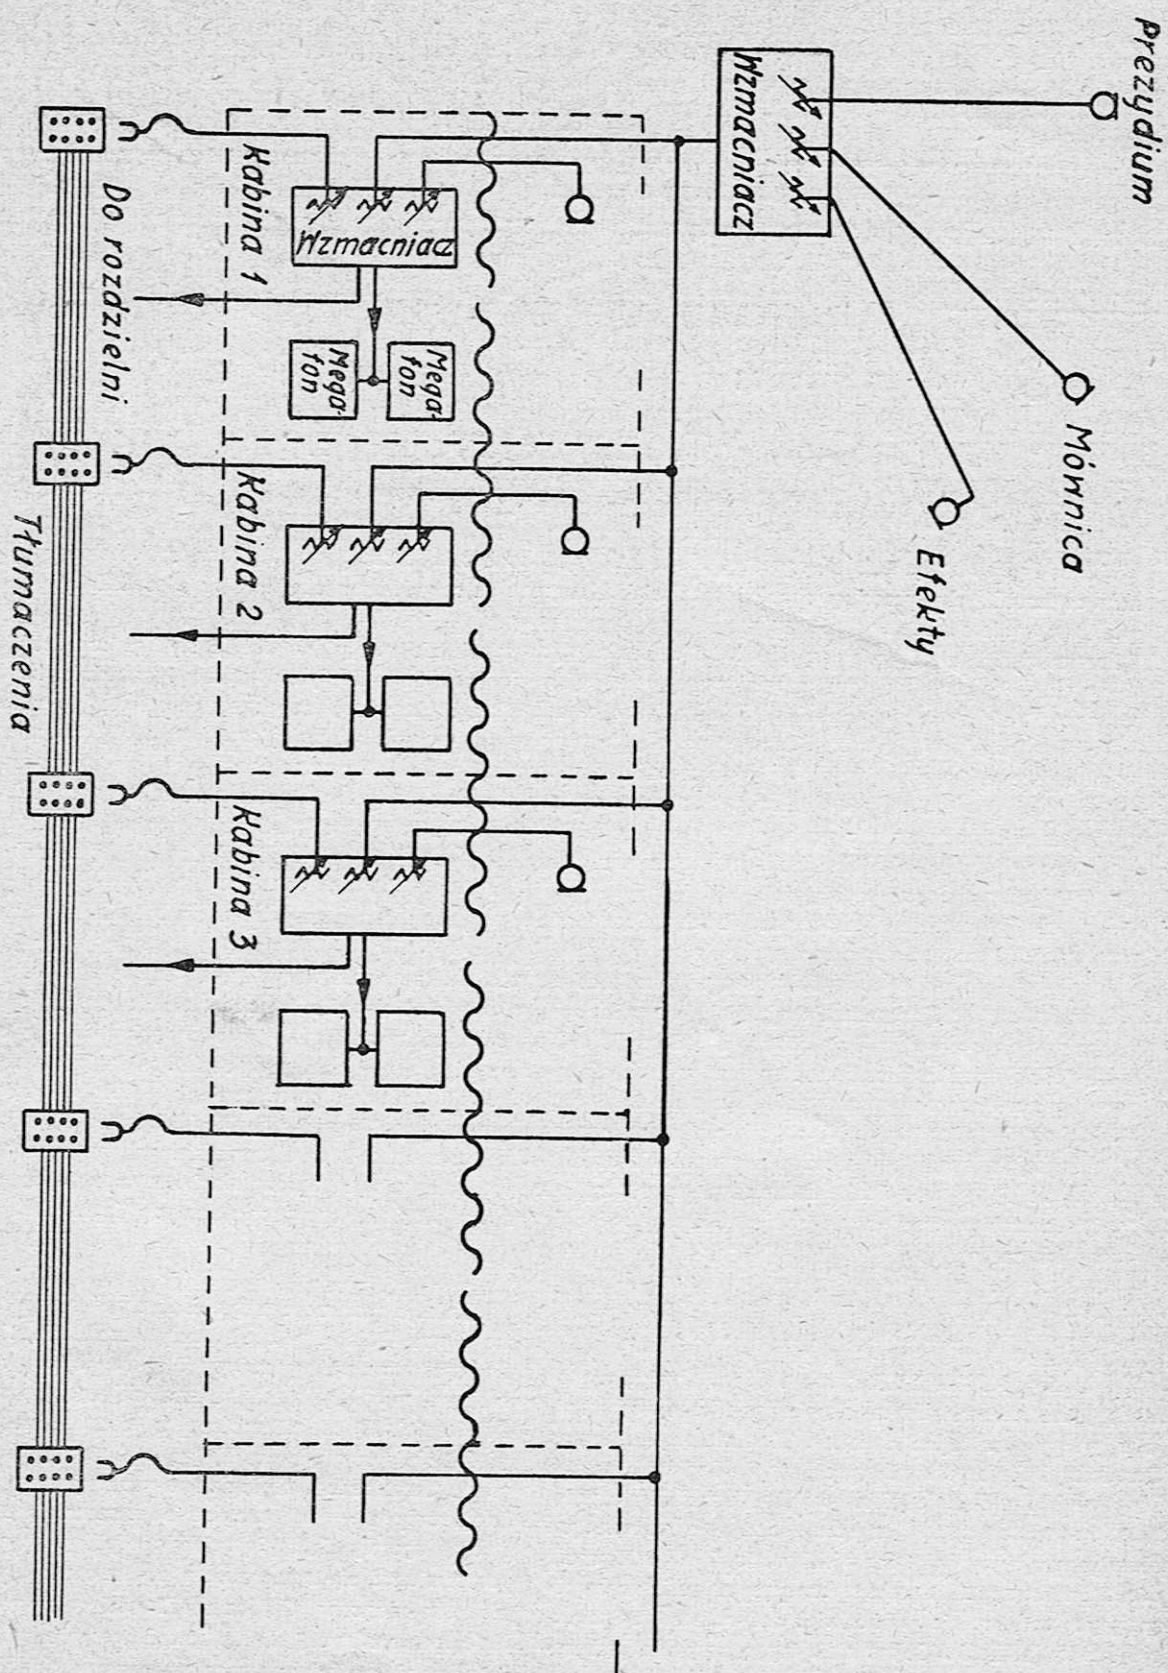 Prezydium
Wzmacniacz
Mównica
Efekty
Kabina 1
Wzmacniacz
Mega-
fon
Mega-
fon
Do rozdzielni
Kabina 2
Kabina 3
Tłumaczenia